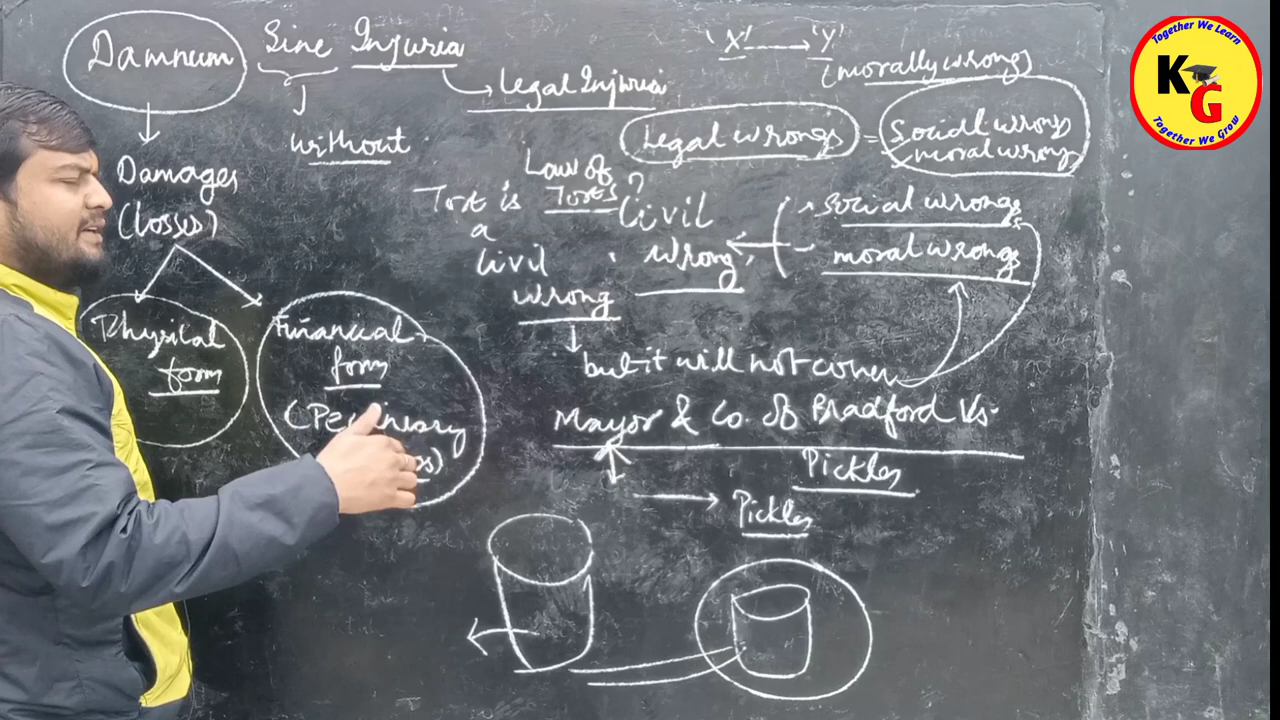 Damnum Sine Injuria
Legal Injuria
without
Damages
(losses)
Physical
form
Financial
form
(Pecuniary
'X' → 'Y'
(morally wrong)
Legal wrongs = Social wrong
moral wrong
Law of
Torts?
Tort is
a
civil
wrong
Civil
wrong,
social wrongs
moral wrongs
but it will not cover
Mayor & Co. of Bradford Vs.
Pickles
→ Pickles
Together We Learn
KG
Together We Grow